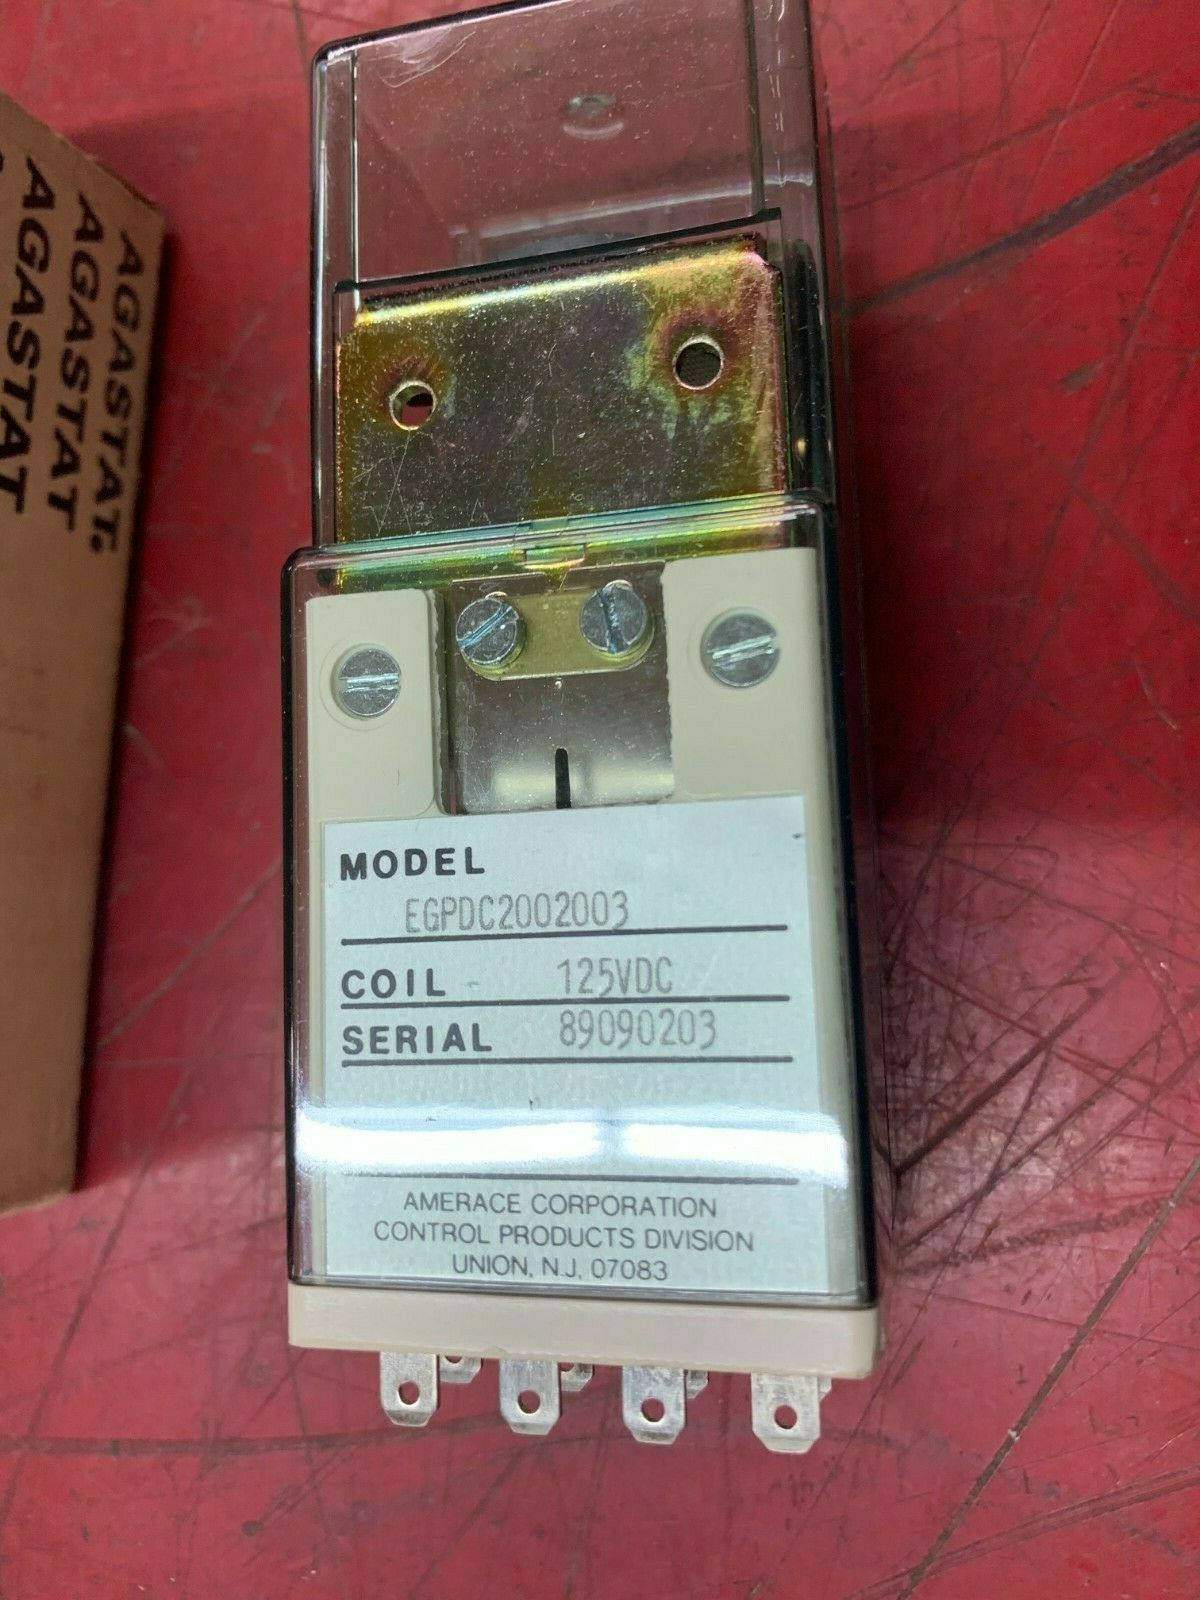 AGASTAT.
AGASTAT
AGASTAT
MODEL
EGPDC2002003
COIL 125VDC
SERIAL 89090203
AMERACE CORPORATION
CONTROL PRODUCTS DIVISION
UNION, N.J. 07083